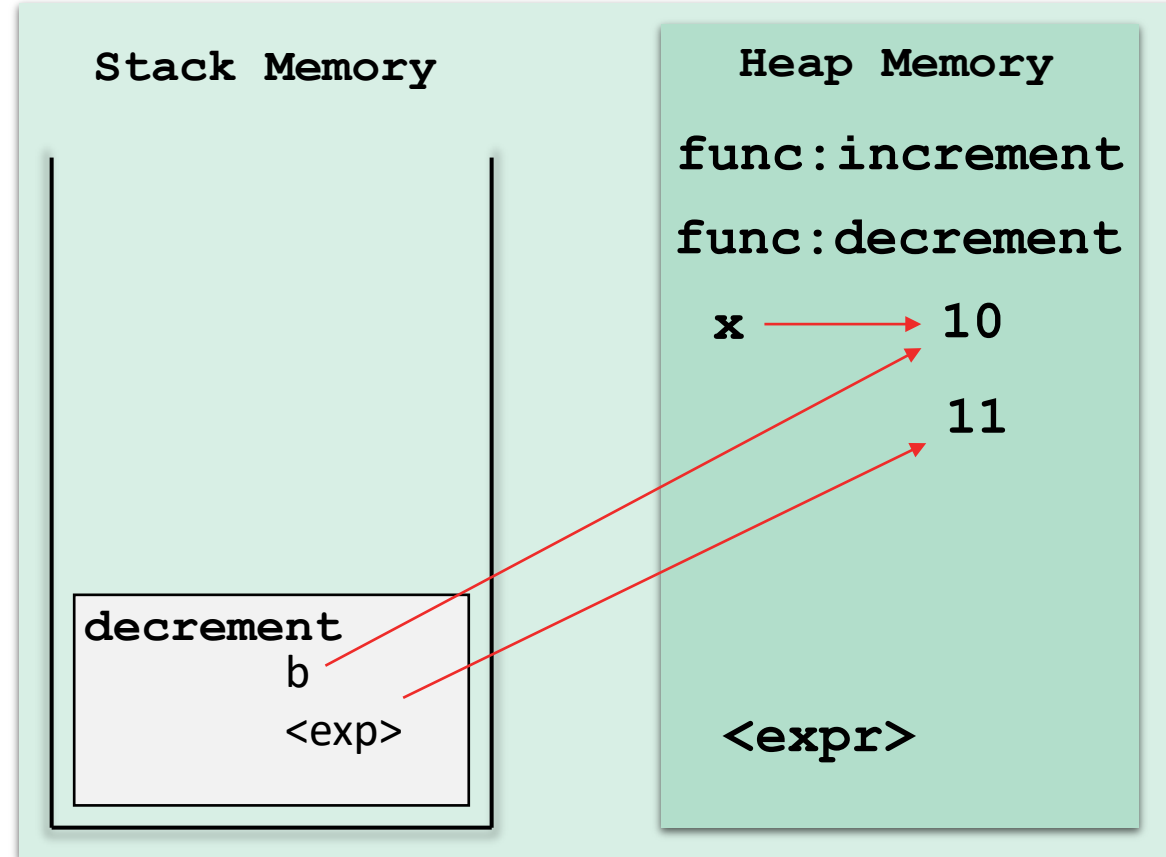 Stack Memory
decrement
b
<exp>
Heap Memory
func:increment
func:decrement
x 10
11
<expr>